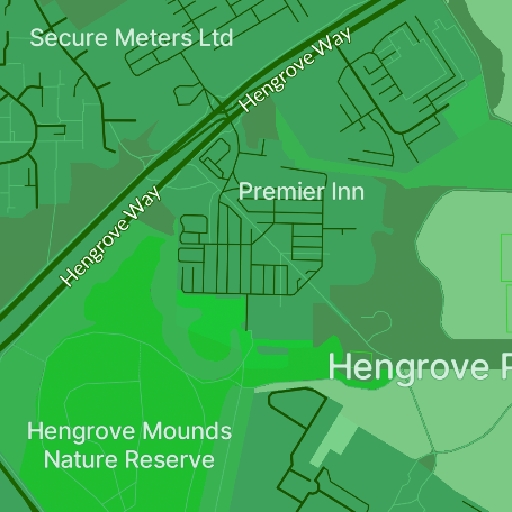 Secure Meters Ltd
Hengrove Way
Premier Inn
Hengrove Way
Hengrove P
Hengrove Mounds
Nature Reserve